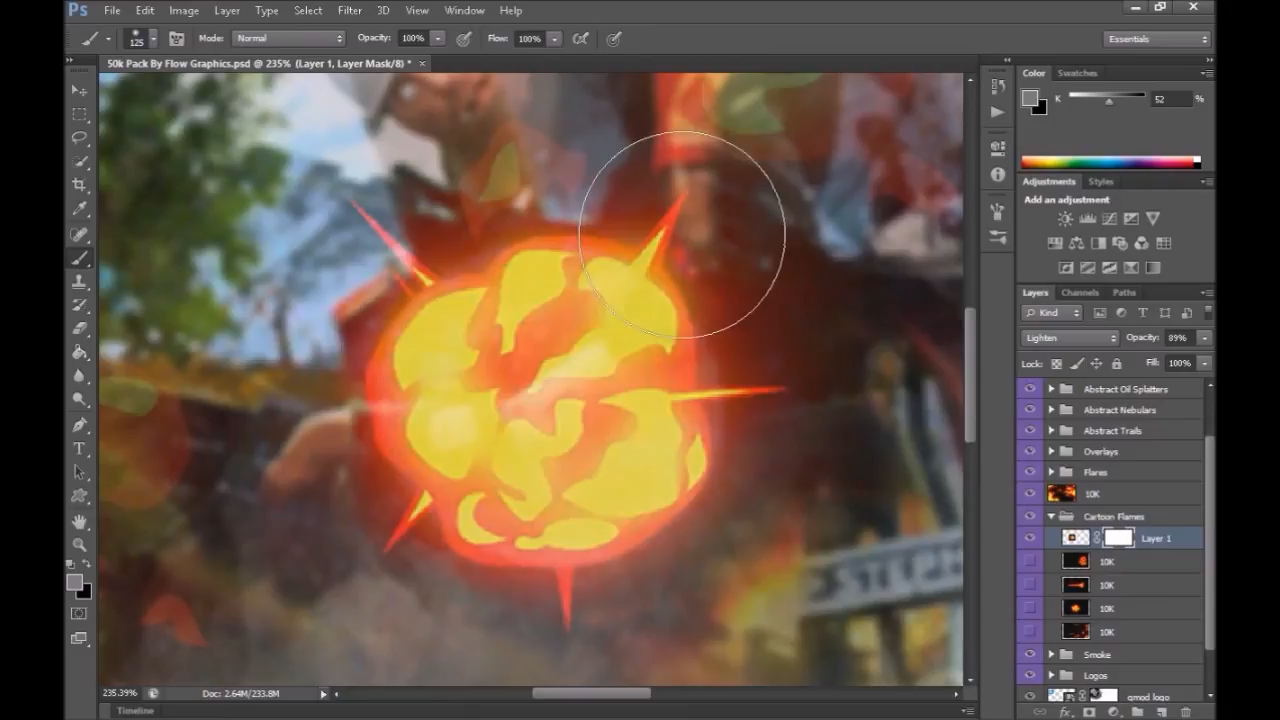 Ps File Edit Image Layer Type Select Filter 3D View Window Help
125 Mode: Normal Opacity: 100% Flow: 100% Essentials
50k Pack By Flow Graphics.psd @ 235% (Layer 1, Layer Mask/8) *
Color Swatches
K 52 %
Adjustments Styles
Add an adjustment
Layers Channels Paths
Kind
Lighten Opacity: 89%
Lock: Fill: 100%
Abstract Oil Splatters
Abstract Nebulars
Abstract Trails
Overlays
Flares
10K
Cartoon Flames
Layer 1
10K
10K
10K
10K
Smoke
Logos
gmod logo
STEPH
235.39% Doc: 2.64M/233.8M
Timeline